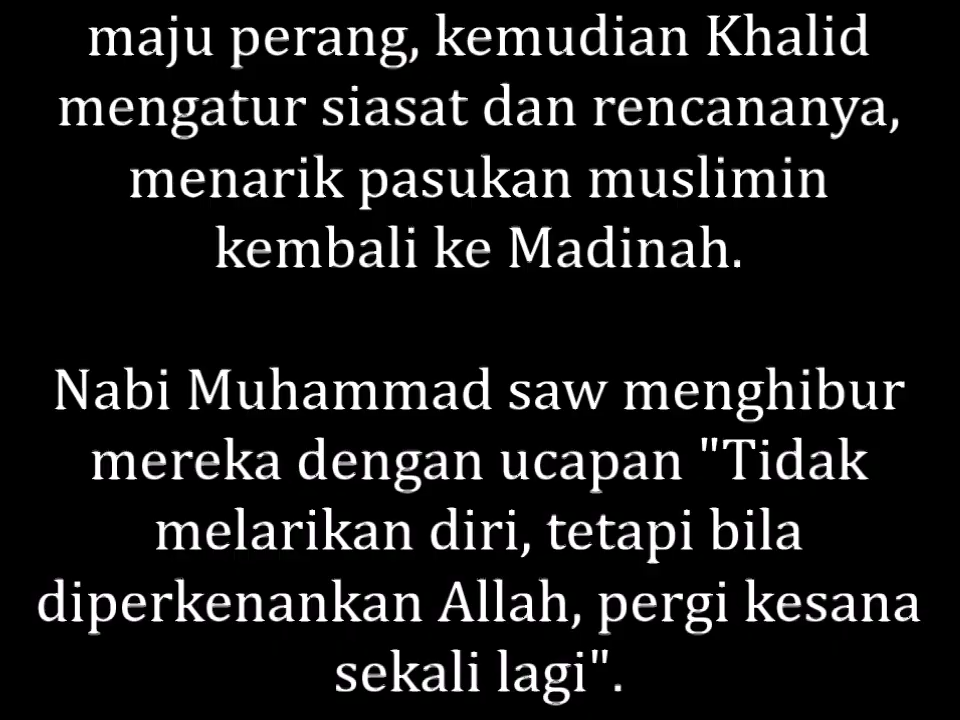 maju perang, kemudian Khalid
mengatur siasat dan rencananya,
menarik pasukan muslimin
kembali ke Madinah.
Nabi Muhammad saw menghibur
mereka dengan ucapan "Tidak
melarikan diri, tetapi bila
diperkenankan Allah, pergi kesana
sekali lagi".